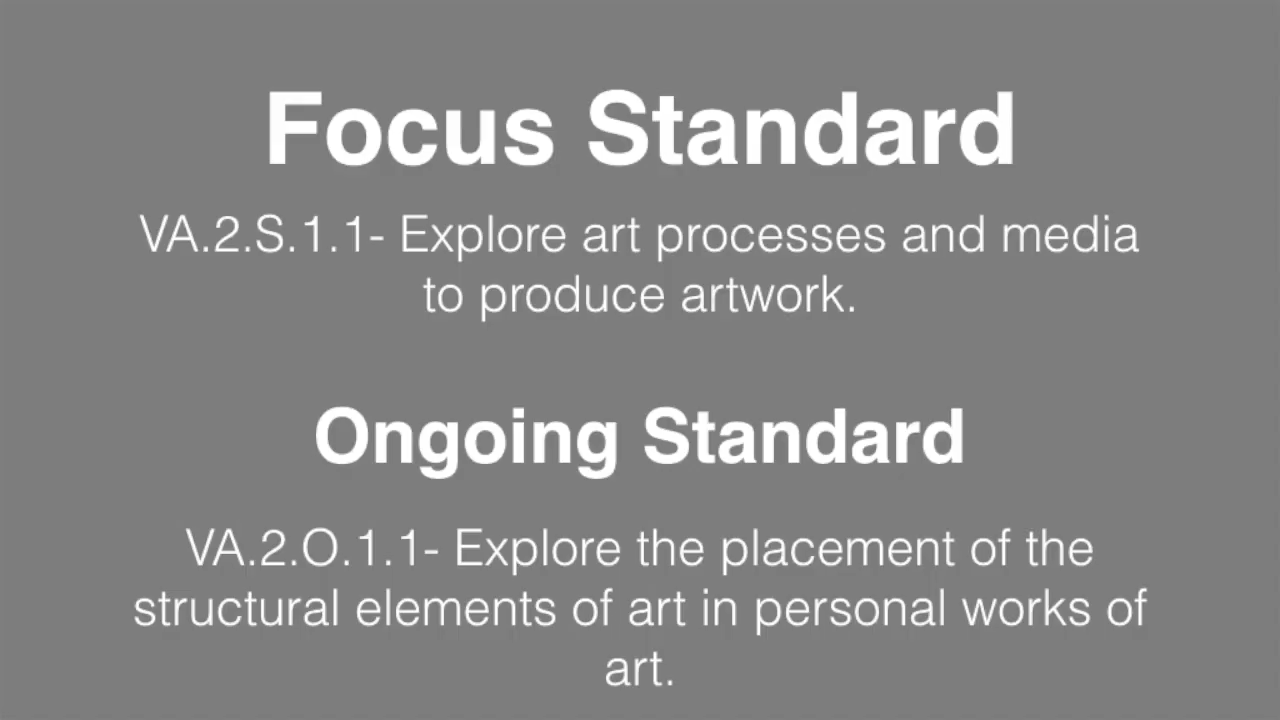 Focus Standard
VA.2.S.1.1- Explore art processes and media
to produce artwork.
Ongoing Standard
VA.2.O.1.1- Explore the placement of the
structural elements of art in personal works of
art.